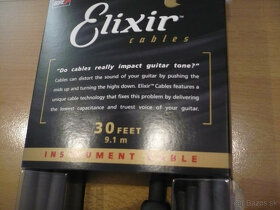 Elixir
cables
"Do cables really impact guitar tone?"
Cables can distort the sound of your guitar by pushing the
mids up and turning the highs down. Elixir™ Cables features a
unique cable technology that fixes this problem by delivering
the lowest capacitance and truest voice of your guitar.
30 FEET
9.1 m
INSTRUMENT CABLE
bazos.sk